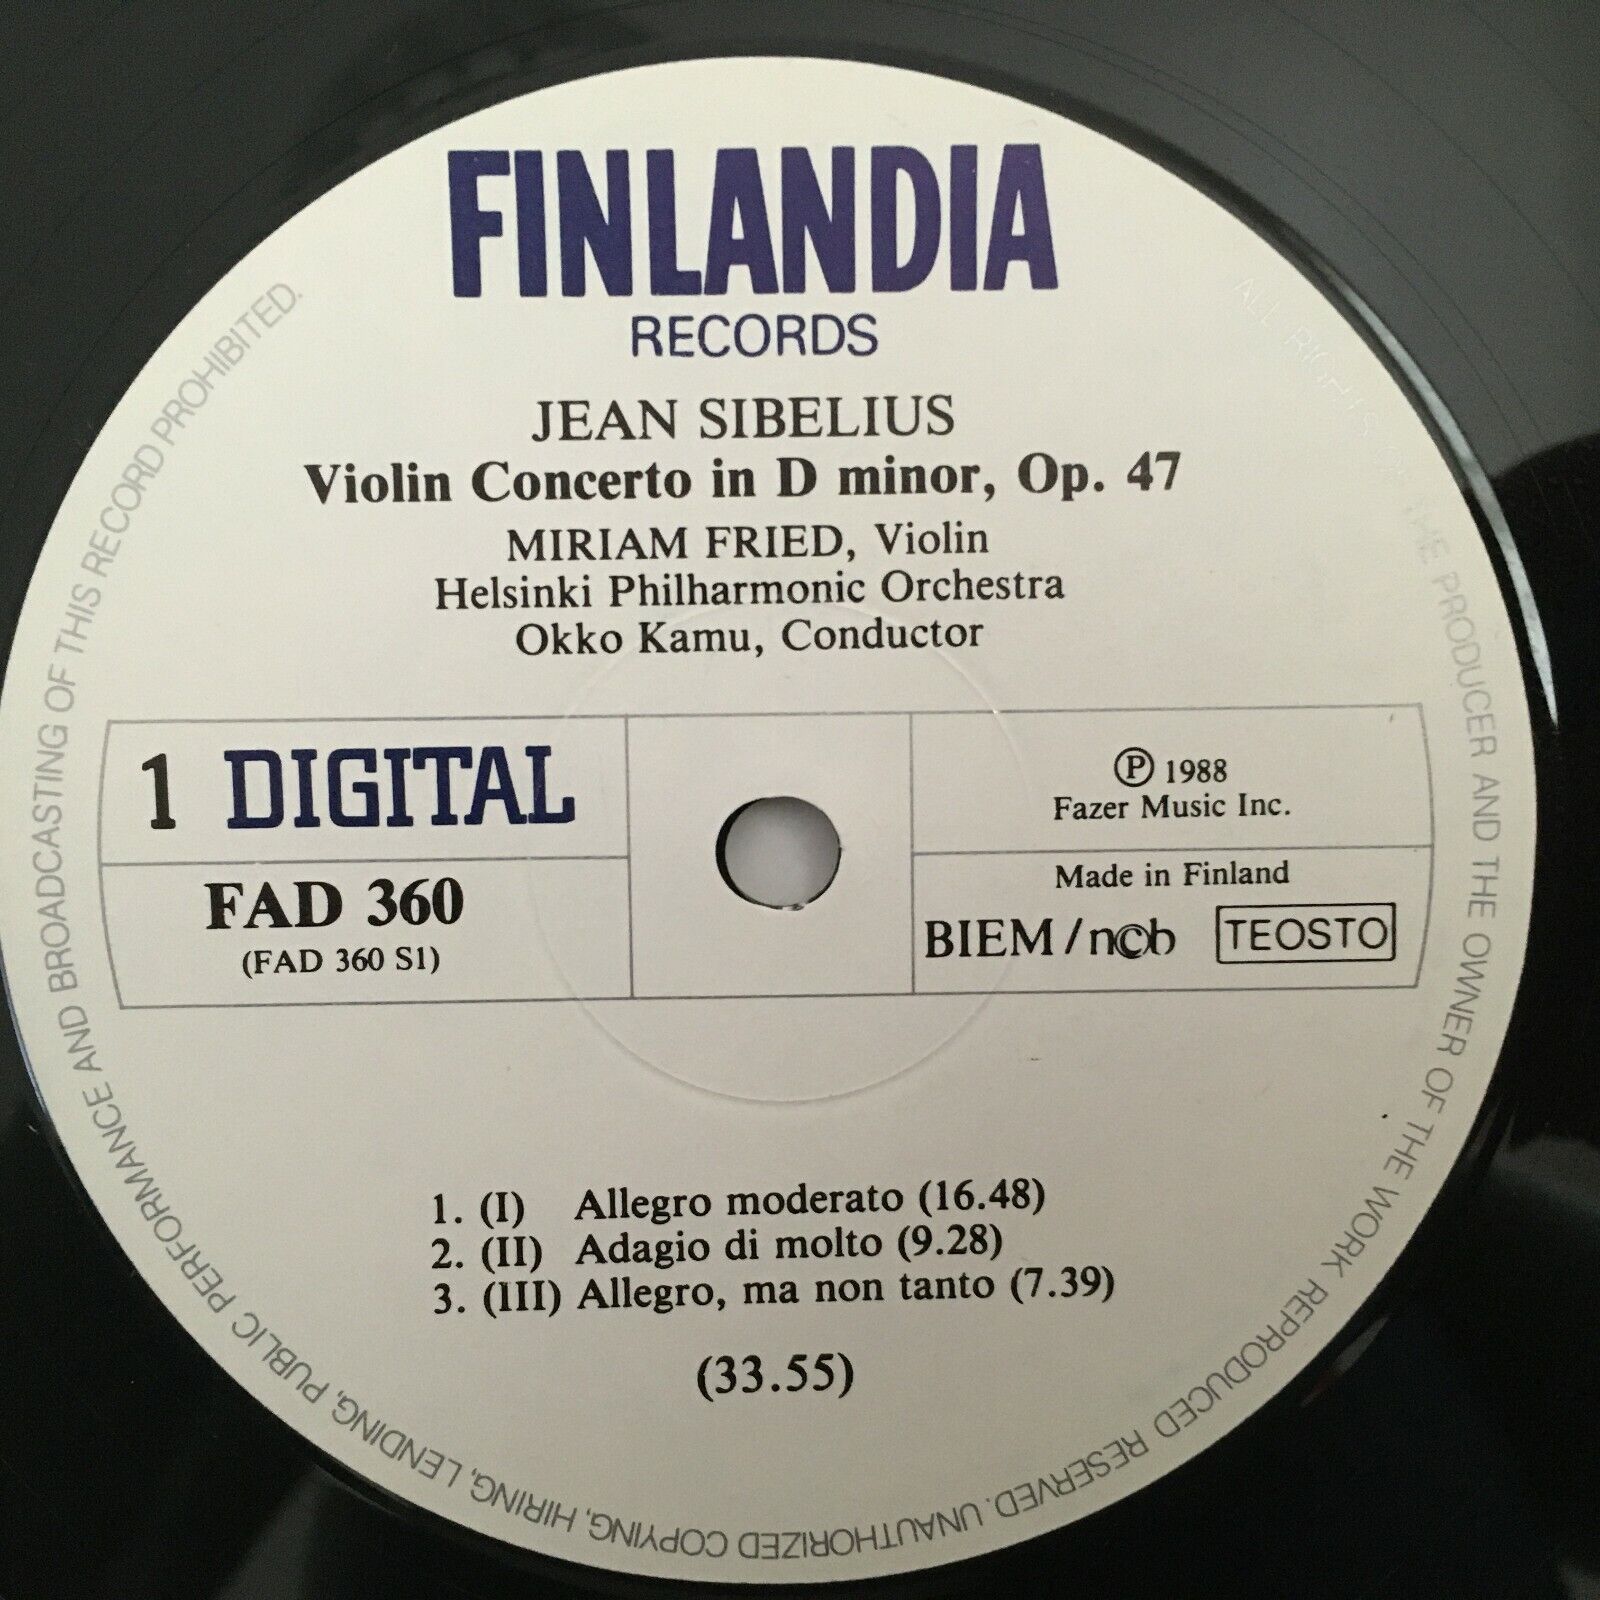 FINLANDIA
RECORDS
JEAN SIBELIUS
Violin Concerto in D minor, Op. 47
MIRIAM FRIED, Violin
Helsinki Philharmonic Orchestra
Okko Kamu, Conductor
1 DIGITAL
FAD 360
(FAD 360 S1)
Ⓟ 1988
Fazer Music Inc.
Made in Finland
BIEM / n©b TEOSTO
1. (I) Allegro moderato (16.48)
2. (II) Adagio di molto (9.28)
3. (III) Allegro, ma non tanto (7.39)
(33.55)
ALL RIGHTS OF THE PRODUCER AND THE OWNER OF THE WORK REPRODUCED RESERVED. UNAUTHORIZED COPYING, HIRING, LENDING, PUBLIC PERFORMANCE AND BROADCASTING OF THIS RECORD PROHIBITED.